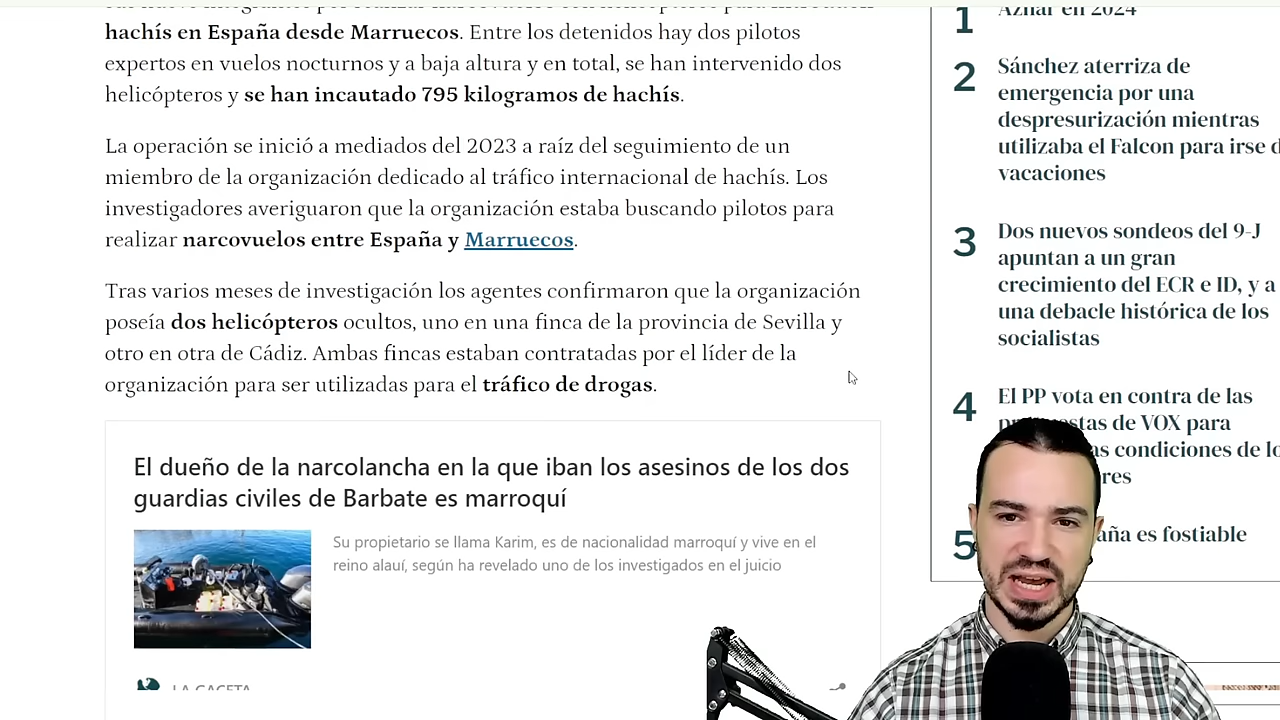 hachís en España desde Marruecos. Entre los detenidos hay dos pilotos
expertos en vuelos nocturnos y a baja altura y en total, se han intervenido dos
helicópteros y se han incautado 795 kilogramos de hachís.
La operación se inició a mediados del 2023 a raíz del seguimiento de un
miembro de la organización dedicado al tráfico internacional de hachís. Los
investigadores averiguaron que la organización estaba buscando pilotos para
realizar narcovuelos entre España y Marruecos.
Tras varios meses de investigación los agentes confirmaron que la organización
poseía dos helicópteros ocultos, uno en una finca de la provincia de Sevilla y
otro en otra de Cádiz. Ambas fincas estaban contratadas por el líder de la
organización para ser utilizadas para el tráfico de drogas.
El dueño de la narcolancha en la que iban los asesinos de los dos
guardias civiles de Barbate es marroquí
Su propietario se llama Karim, es de nacionalidad marroquí y vive en el
reino alauí, según ha revelado uno de los investigados en el juicio
LA GACETA
1
Aznar en 2024
2
Sánchez aterriza de
emergencia por una
despresurización mientras
utilizaba el Falcon para irse d
vacaciones
3
Dos nuevos sondeos del 9-J
apuntan a un gran
crecimiento del ECR e ID, y a
una debacle histórica de los
socialistas
4
El PP vota en contra de las
stas de VOX para
as condiciones de lo
res
5
aña es fostiable